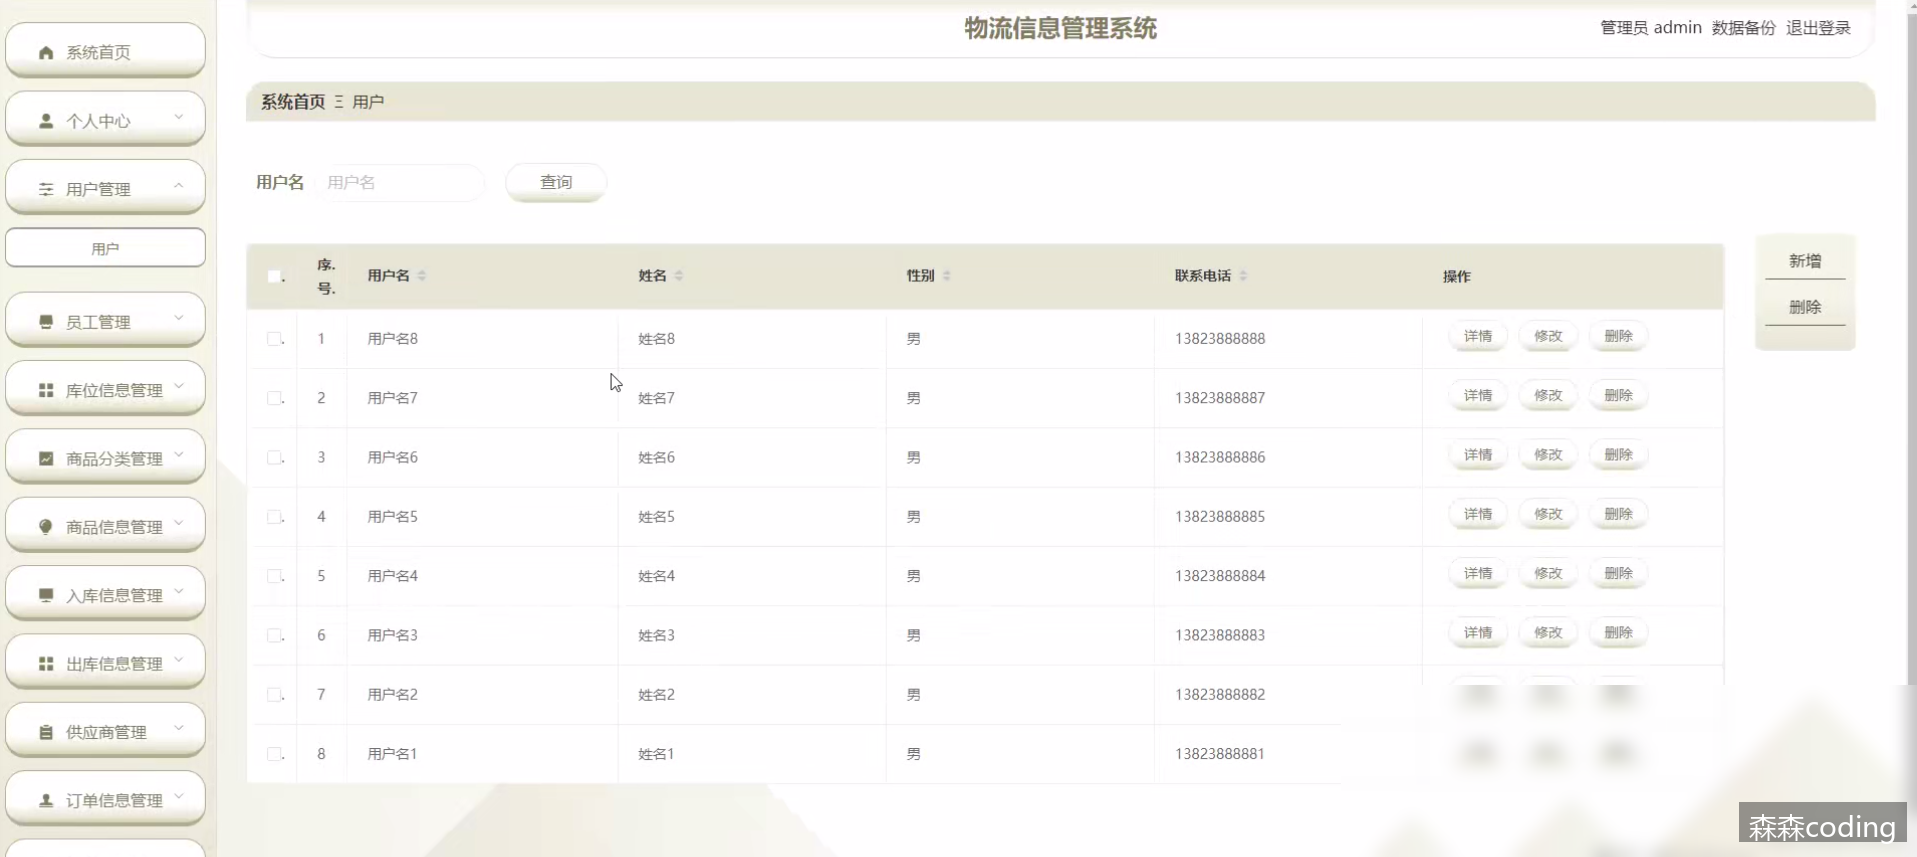 物流信息管理系统
管理员 admin 数据备份 退出登录
系统首页
个人中心
用户管理
用户
员工管理
库位信息管理
商品分类管理
商品信息管理
入库信息管理
出库信息管理
供应商管理
订单信息管理
系统首页 Ξ 用户
用户名 用户名 查询
序. 号. 用户名 姓名 性别 联系电话 操作
1 用户名8 姓名8 男 13823888888 详情 修改 删除
2 用户名7 姓名7 男 13823888887 详情 修改 删除
3 用户名6 姓名6 男 13823888886 详情 修改 删除
4 用户名5 姓名5 男 13823888885 详情 修改 删除
5 用户名4 姓名4 男 13823888884 详情 修改 删除
6 用户名3 姓名3 男 13823888883 详情 修改 删除
7 用户名2 姓名2 男 13823888882
8 用户名1 姓名1 男 13823888881
新增
删除
森森coding